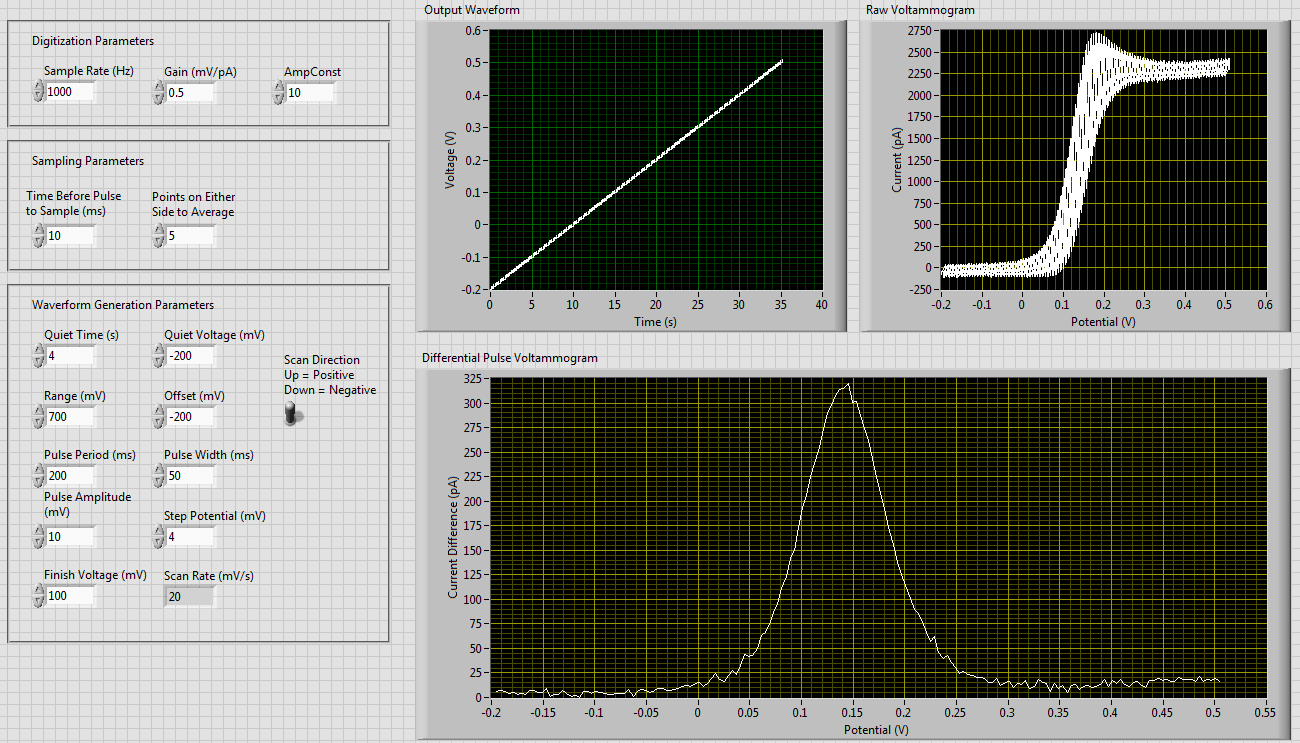 Digitization Parameters
Sample Rate (Hz)
1000
Gain (mV/pA)
0.5
AmpConst
10
Sampling Parameters
Time Before Pulse
to Sample (ms)
10
Points on Either
Side to Average
5
Waveform Generation Parameters
Quiet Time (s)
4
Quiet Voltage (mV)
-200
Scan Direction
Up = Positive
Down = Negative
Range (mV)
700
Offset (mV)
-200
Pulse Period (ms)
200
Pulse Width (ms)
50
Pulse Amplitude
(mV)
10
Step Potential (mV)
4
Finish Voltage (mV)
100
Scan Rate (mV/s)
20
Output Waveform
Voltage (V)
0.6
0.5
0.4
0.3
0.2
0.1
0
-0.1
-0.2
0 5 10 15 20 25 30 35 40
Time (s)
Raw Voltammogram
Current (pA)
2750
2500
2250
2000
1750
1500
1250
1000
750
500
250
0
-250
-0.2 -0.1 0 0.1 0.2 0.3 0.4 0.5 0.6
Potential (V)
Differential Pulse Voltammogram
Current Difference (pA)
325
300
275
250
225
200
175
150
125
100
75
50
25
0
-0.2 -0.15 -0.1 -0.05 0 0.05 0.1 0.15 0.2 0.25 0.3 0.35 0.4 0.45 0.5 0.55
Potential (V)